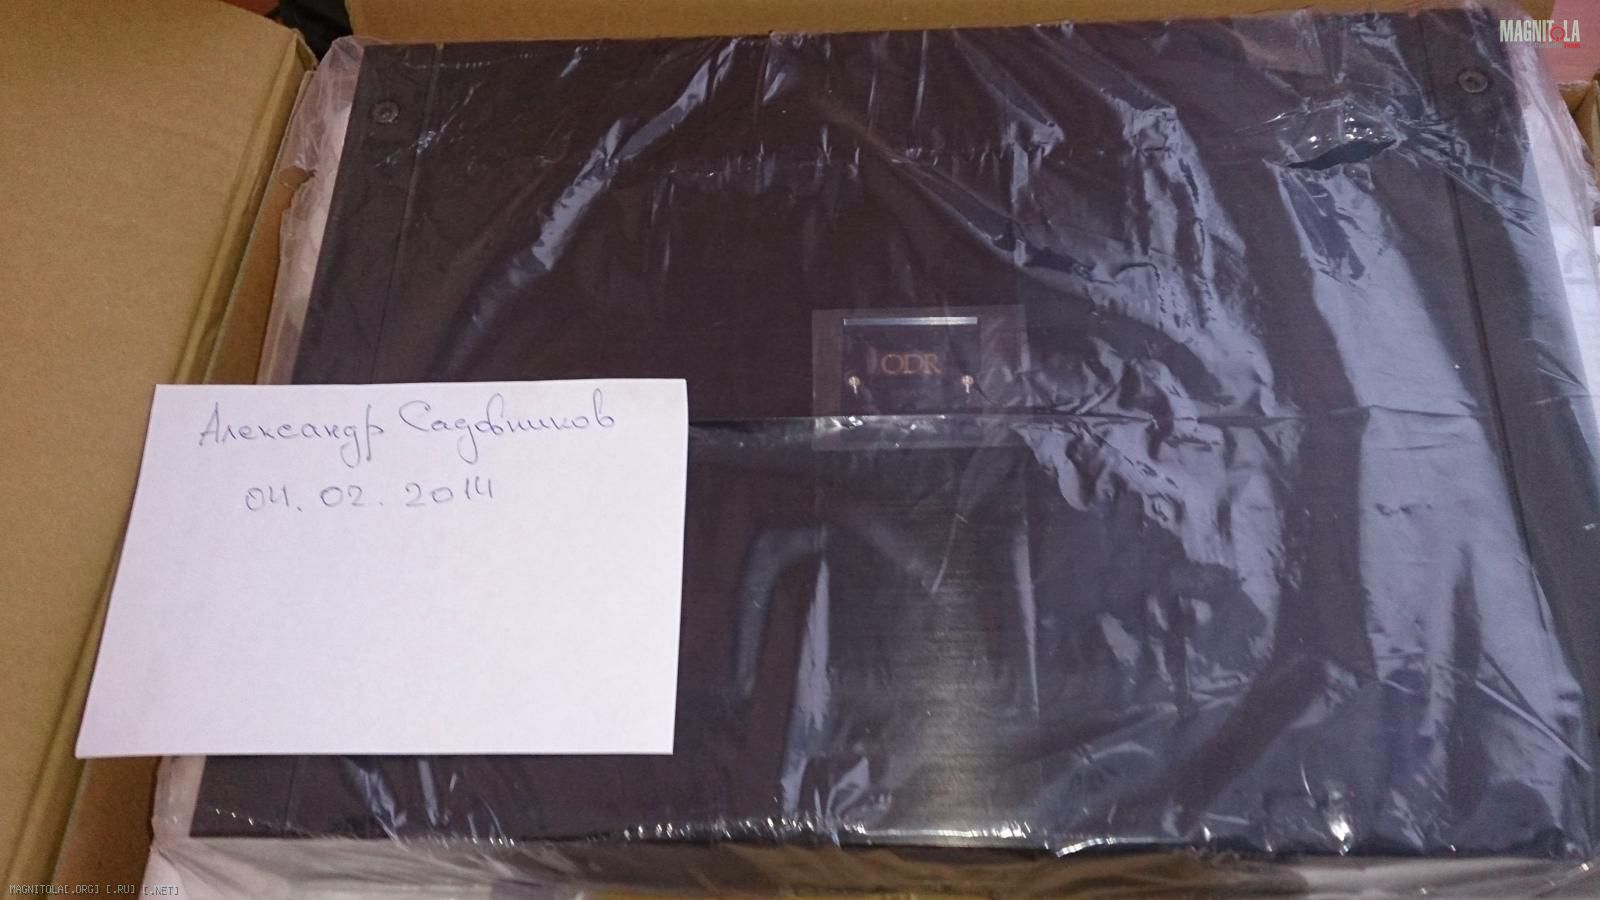 MAGNITOLA
ODR
Александр Садовников
04.02.2014
MAGNITOLA[.ORG] [.RU] [.NET]